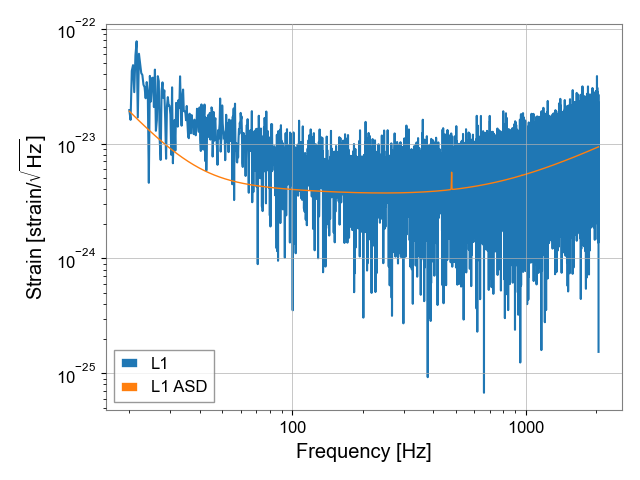 10⁻²²
10⁻²³
10⁻²⁴
10⁻²⁵
Strain [strain/√Hz]
L1
L1 ASD
100
1000
Frequency [Hz]